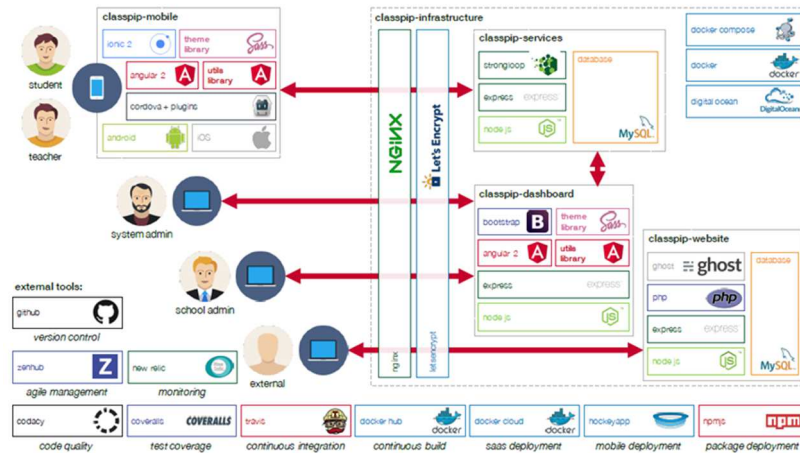 classpip-mobile
ionic 2
theme library
Sass
angular 2
utils library
cordova + plugins
android
iOS
student
teacher
system admin
school admin
external
classpip-infrastructure
NGINX
nginx
Let's Encrypt
letsencrypt
classpip-services
strongloop
express express
node js
JS
database
MySQL
docker compose
docker
docker
digital ocean
DigitalOcean
classpip-dashboard
bootstrap B
theme library
Sass
angular 2
utils library
express express
node js
JS
classpip-website
ghost ghost
php php
express express
node js
JS
database
MySQL
external tools:
github
version control
zenhub Z
agile management
new relic
monitoring
codacy
code quality
coveralls COVERALLS
test coverage
travis
continuous integration
docker hub docker
continuous build
docker cloud docker
saas deployment
hockeyapp
mobile deployment
npmjs npm
package deployment